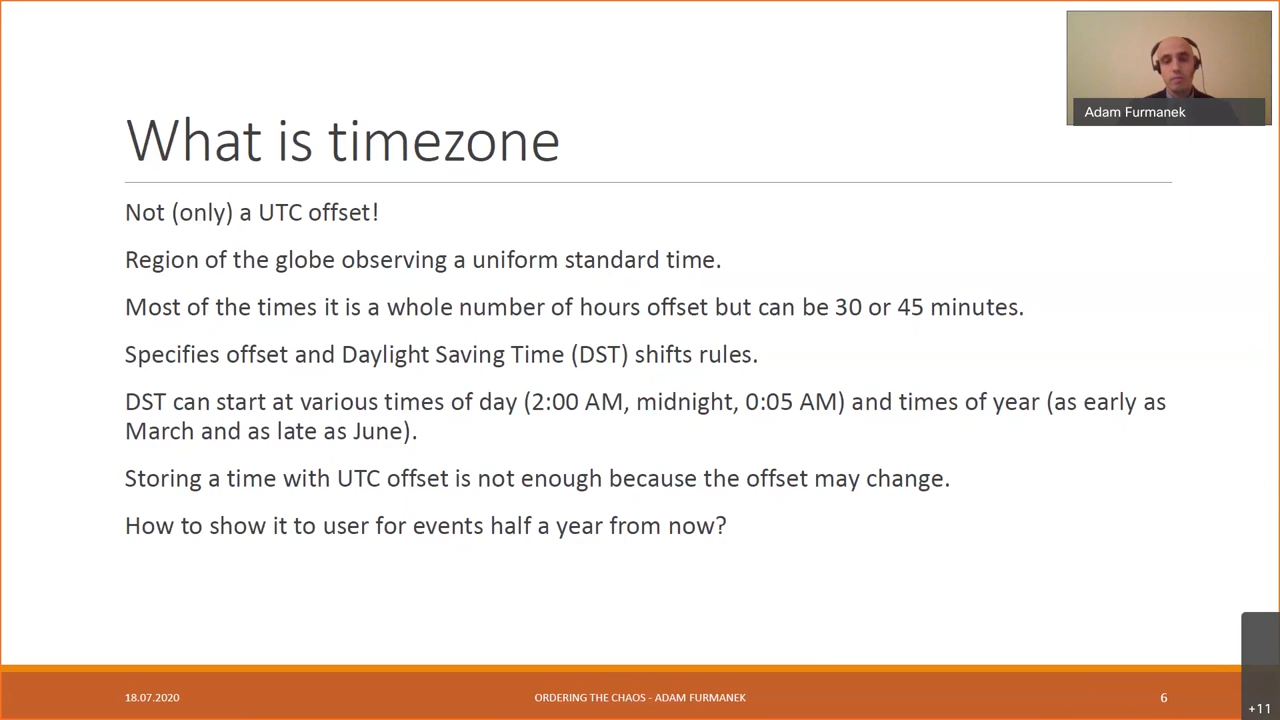 Adam Furmanek
What is timezone
Not (only) a UTC offset!
Region of the globe observing a uniform standard time.
Most of the times it is a whole number of hours offset but can be 30 or 45 minutes.
Specifies offset and Daylight Saving Time (DST) shifts rules.
DST can start at various times of day (2:00 AM, midnight, 0:05 AM) and times of year (as early as
March and as late as June).
Storing a time with UTC offset is not enough because the offset may change.
How to show it to user for events half a year from now?
18.07.2020
ORDERING THE CHAOS - ADAM FURMANEK
6
+11